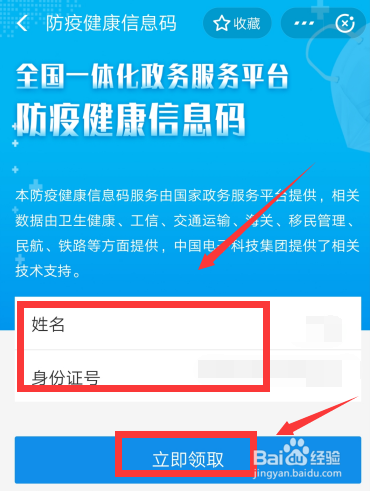 防疫健康信息码
收藏
全国一体化政务服务平台
防疫健康信息码
本防疫健康信息码服务由国家政务服务平台提供，相关
数据由卫生健康、工信、交通运输、海关、移民管理、
民航、铁路等方面提供，中国电子科技集团提供了相关
技术支持。
姓名
身份证号
立即领取
Baidu经验
jingyan.baidu.com